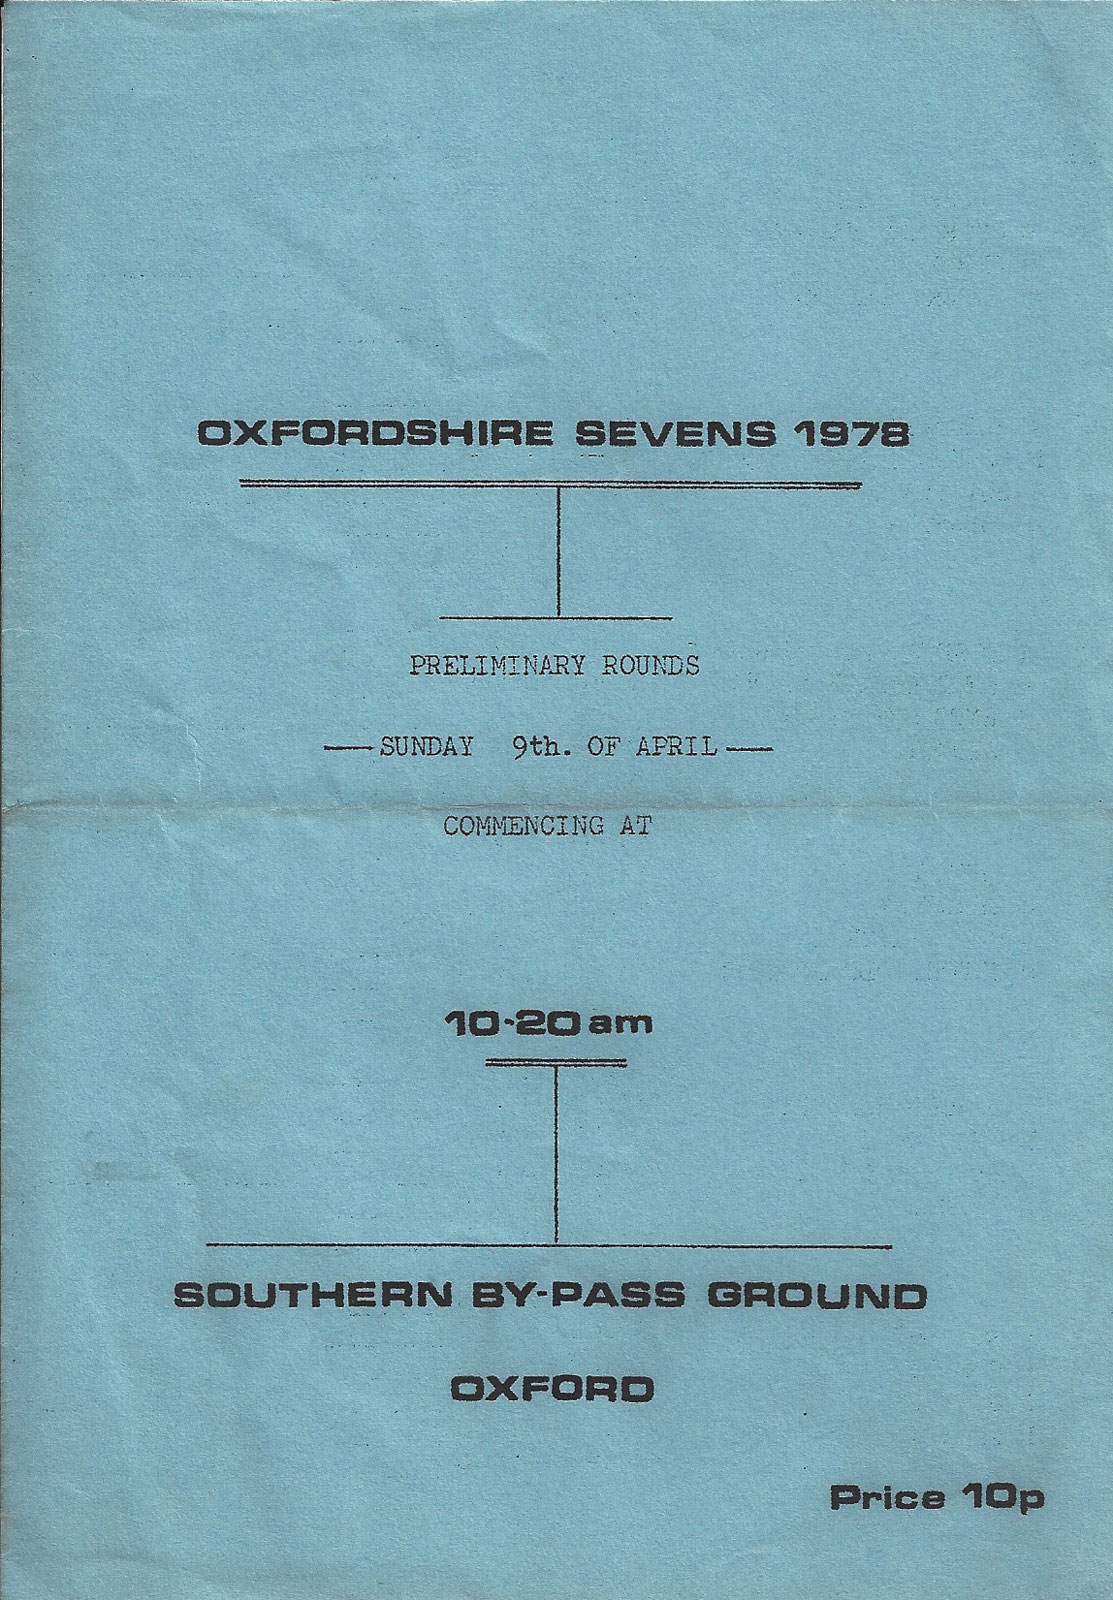 OXFORDSHIRE SEVENS 1978
PRELIMINARY ROUNDS
—SUNDAY 9th. OF APRIL—
COMMENCING AT
10·20 am
SOUTHERN BY-PASS GROUND
OXFORD
Price 10p